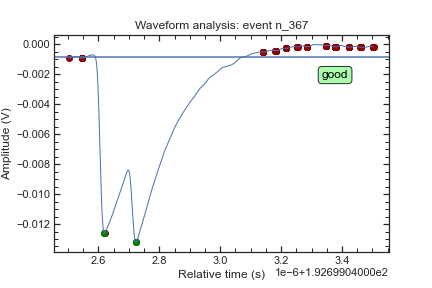 Waveform analysis: event n_367
Amplitude (V)
0.000
−0.002
−0.004
−0.006
−0.008
−0.010
−0.012
good
2.6
2.8
3.0
3.2
3.4
1e−6+1.9269904000e2
Relative time (s)